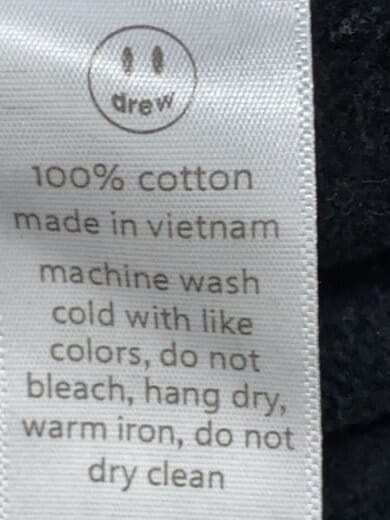 drew
100% cotton
made in vietnam
machine wash
cold with like
colors, do not
bleach, hang dry,
warm iron, do not
dry clean